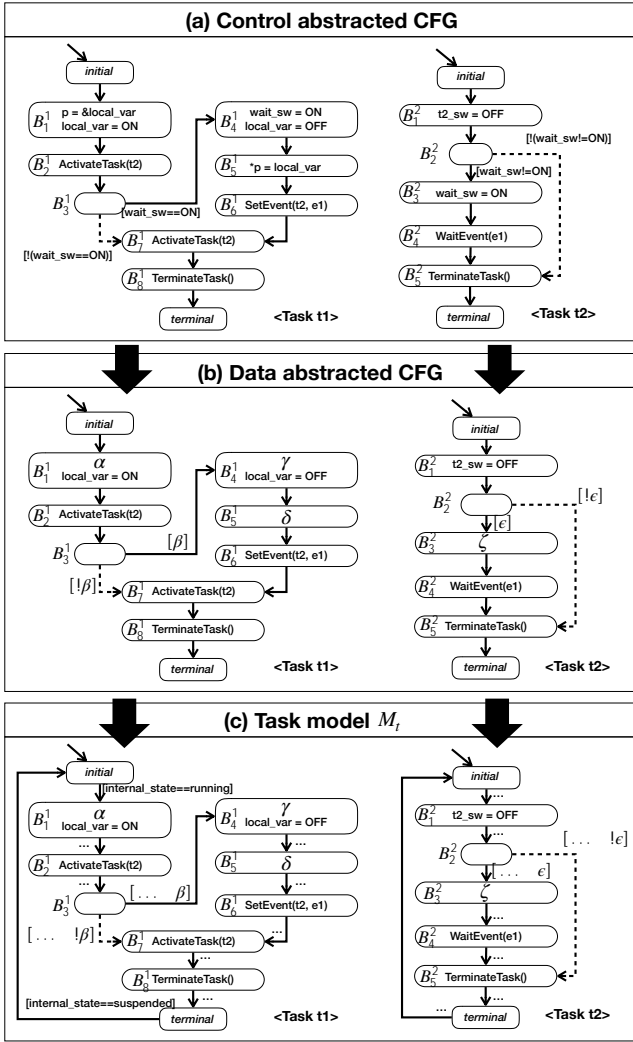 (a) Control abstracted CFG
initial
B₁¹ p = &local_var
local_var = ON
B₂¹ ActivateTask(t2)
B₃¹
[wait_sw==ON]
[!(wait_sw==ON)]
B₄¹ wait_sw = ON
local_var = OFF
B₅¹ *p = local_var
B₆¹ SetEvent(t2, e1)
B₇¹ ActivateTask(t2)
B₈¹ TerminateTask()
terminal
<Task t1>
initial
B₁² t2_sw = OFF
[!(wait_sw!=ON)]
B₂²
[wait_sw!=ON]
B₃² wait_sw = ON
B₄² WaitEvent(e1)
B₅² TerminateTask()
terminal
<Task t2>
(b) Data abstracted CFG
initial
B₁¹ α
local_var = ON
B₂¹ ActivateTask(t2)
B₃¹
[β]
[!β]
B₄¹ γ
local_var = OFF
B₅¹ δ
B₆¹ SetEvent(t2, e1)
B₇¹ ActivateTask(t2)
B₈¹ TerminateTask()
terminal
<Task t1>
initial
B₁² t2_sw = OFF
[!ϵ]
B₂²
[ϵ]
B₃² ζ
B₄² WaitEvent(e1)
B₅² TerminateTask()
terminal
<Task t2>
(c) Task model Mₜ
initial
[internal_state==running]
B₁¹ α
local_var = ON
...
B₂¹ ActivateTask(t2)
...
B₃¹
[... β]
[... !β]
B₄¹ γ
local_var = OFF
...
B₅¹ δ
...
B₆¹ SetEvent(t2, e1)
...
B₇¹ ActivateTask(t2)
...
B₈¹ TerminateTask()
...
[internal_state==suspended]
terminal
<Task t1>
initial
...
B₁² t2_sw = OFF
...
[... !ϵ]
B₂²
[... ϵ]
B₃² ζ
...
B₄² WaitEvent(e1)
...
B₅² TerminateTask()
...
... terminal
<Task t2>